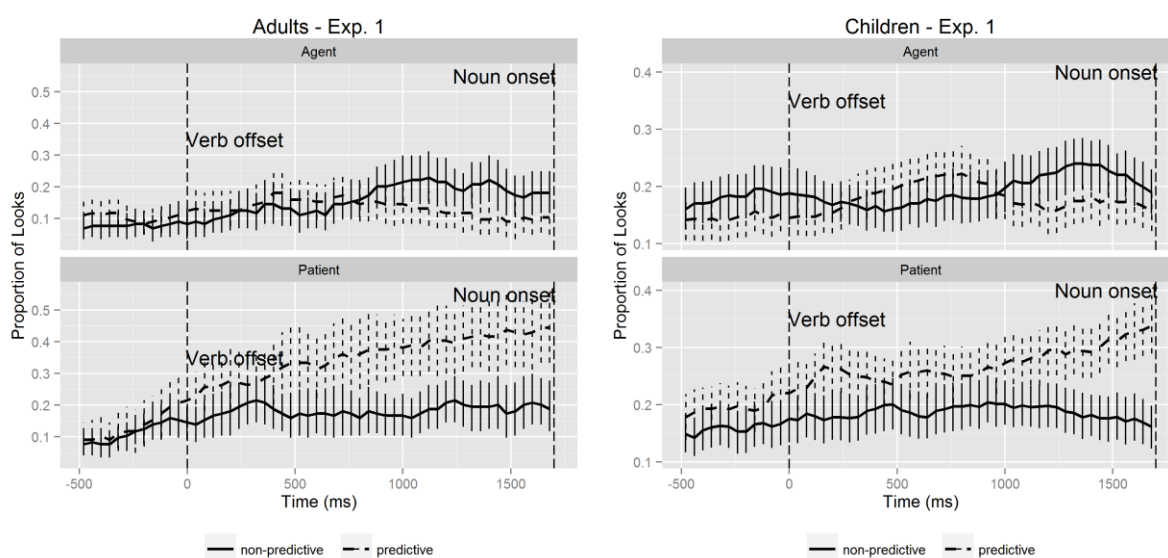 Adults - Exp. 1
Agent
Noun onset
Verb offset
0.5
0.4
0.3
0.2
0.1
Patient
Noun onset
Verb offset
0.5
0.4
0.3
0.2
0.1
Proportion of Looks
-500 0 500 1000 1500
Time (ms)
non-predictive predictive
Children - Exp. 1
Agent
Noun onset
Verb offset
0.4
0.3
0.2
0.1
Patient
Noun onset
Verb offset
0.4
0.3
0.2
0.1
Proportion of Looks
-500 0 500 1000 1500
Time (ms)
non-predictive predictive